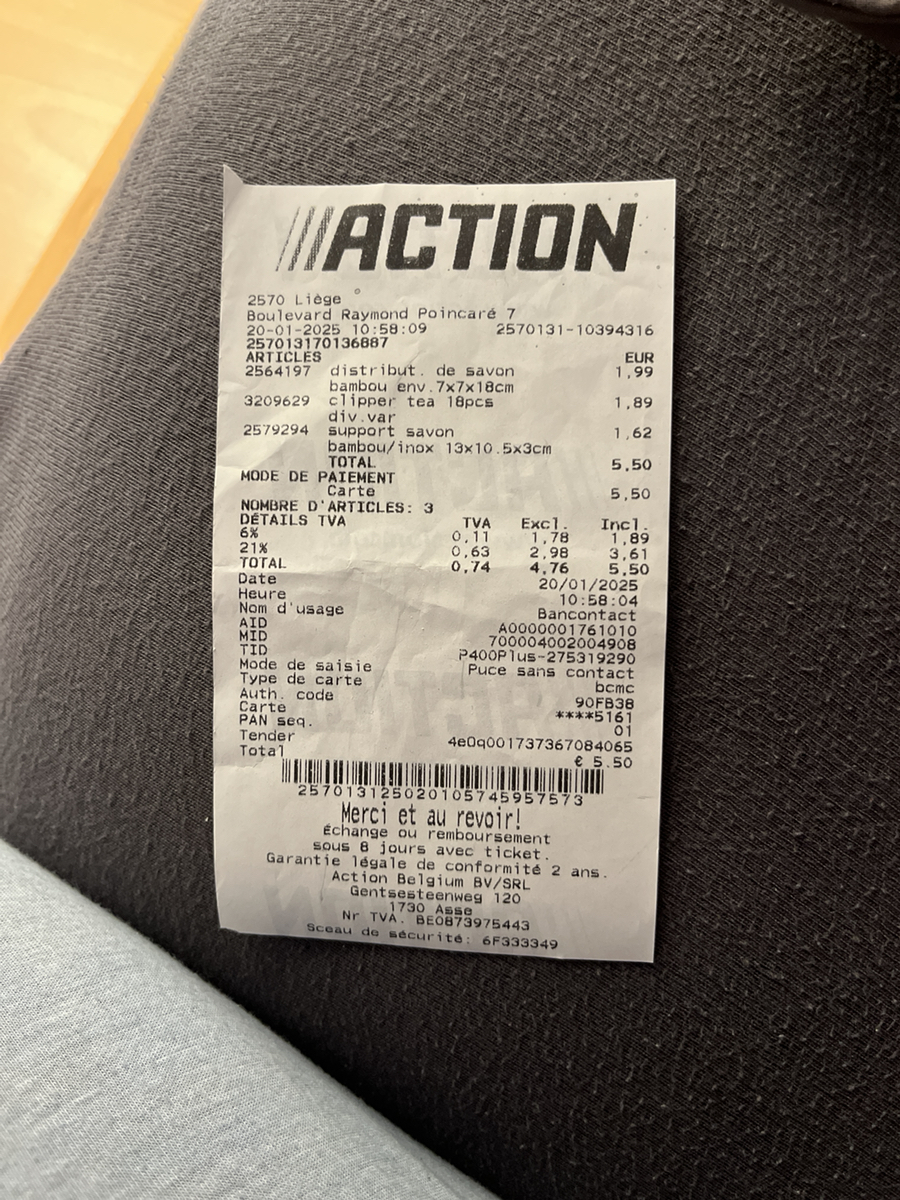 ACTION
2570 Liège
Boulevard Raymond Poincaré 7
20-01-2025 10:58:09 2570131-10394316
257013170136887
ARTICLES EUR
2564197 distribut. de savon 1,99
bambou env.7x7x18cm
3209629 clipper tea 18pcs 1,89
div.var
2579294 support savon 1,62
bambou/inox 13x10.5x3cm
TOTAL 5,50
MODE DE PAIEMENT
Carte 5,50
NOMBRE D'ARTICLES: 3
DÉTAILS TVA TVA Excl. Incl.
6% 0,11 1,78 1,89
21% 0,63 2,98 3,61
TOTAL 0,74 4,76 5,50
Date 20/01/2025
Heure 10:58:04
Nom d'usage Bancontact
AID A0000001761010
MID 700004002004908
TID P400Plus-275319290
Mode de saisie Puce sans contact
Type de carte bcmc
Auth. code 90FB38
Carte ****5161
PAN seq. 01
Tender 4e0q001737367084065
Total € 5.50
2570131250201057459575​73
Merci et au revoir!
Échange ou remboursement
sous 8 jours avec ticket.
Garantie légale de conformité 2 ans.
Action Belgium BV/SRL
Gentsesteenweg 120
1730 Asse
Nr TVA. BE0873975443
Sceau de sécurité: 6F333349